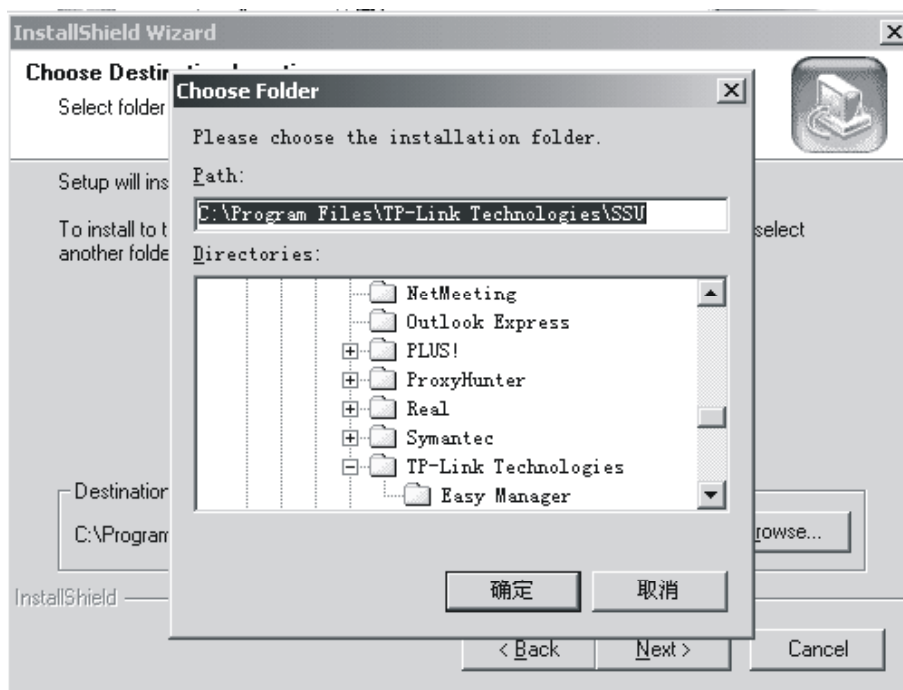 InstallShield Wizard
Choose
Select folder
Choose Folder
Please choose the installation folder.
Path:
Setup will ins
C:\Program Files\TP-Link Technologies\SSU
To install to t
select
another folde
Directories:
NetMeeting
Outlook Express
PLUS!
ProxyHunter
Real
Symantec
TP-Link Technologies
Easy Manager
Destination
C:\Program
rowse...
确定
取消
InstallShield
< Back
Next >
Cancel